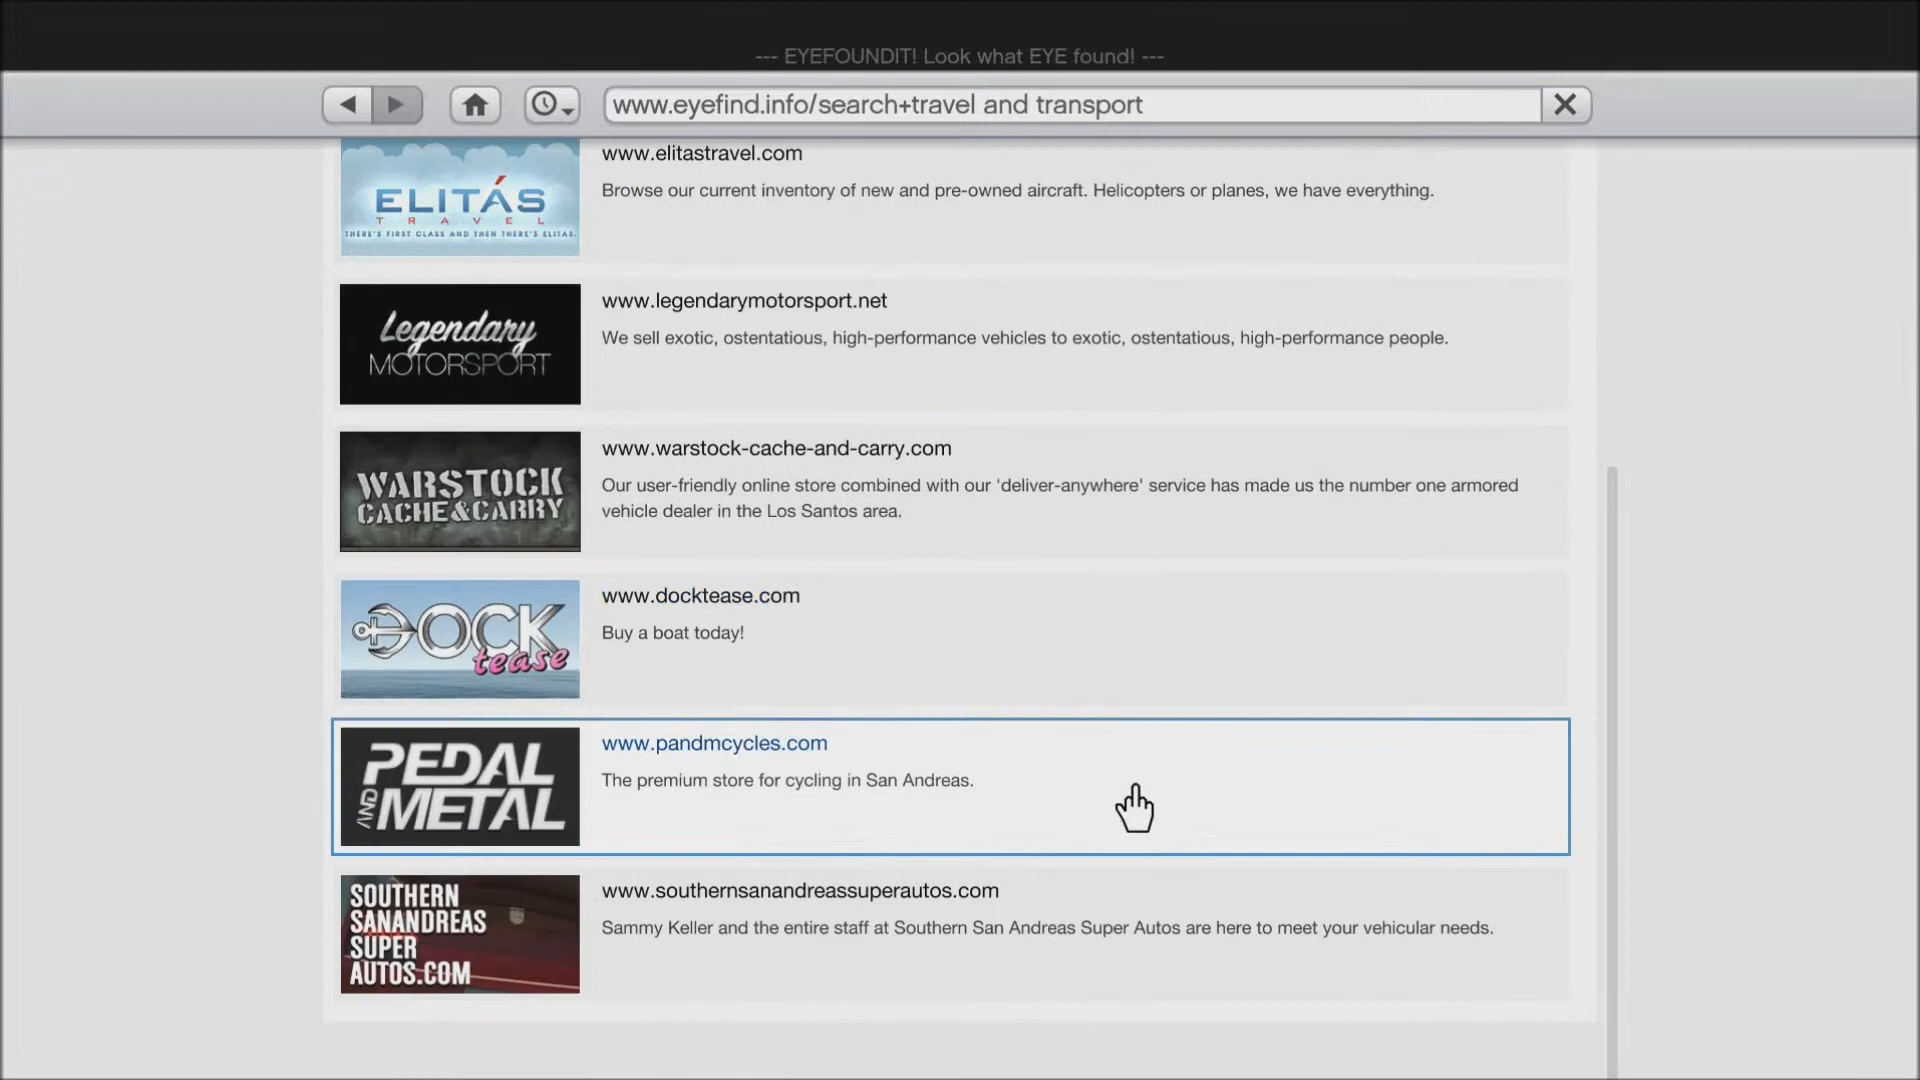 --- EYEFOUNDIT! Look what EYE found! ---
www.eyefind.info/search+travel and transport
ELITÁS
TRAVEL
THERE'S FIRST CLASS AND THEN THERE'S ELITAS.
www.elitastravel.com
Browse our current inventory of new and pre-owned aircraft. Helicopters or planes, we have everything.
Legendary
MOTORSPORT
www.legendarymotorsport.net
We sell exotic, ostentatious, high-performance vehicles to exotic, ostentatious, high-performance people.
WARSTOCK
CACHE&CARRY
www.warstock-cache-and-carry.com
Our user-friendly online store combined with our 'deliver-anywhere' service has made us the number one armored
vehicle dealer in the Los Santos area.
DOCK
tease
www.docktease.com
Buy a boat today!
PEDAL
AND METAL
www.pandmcycles.com
The premium store for cycling in San Andreas.
SOUTHERN
SANANDREAS
SUPER
AUTOS.COM
www.southernsanandreassuperautos.com
Sammy Keller and the entire staff at Southern San Andreas Super Autos are here to meet your vehicular needs.